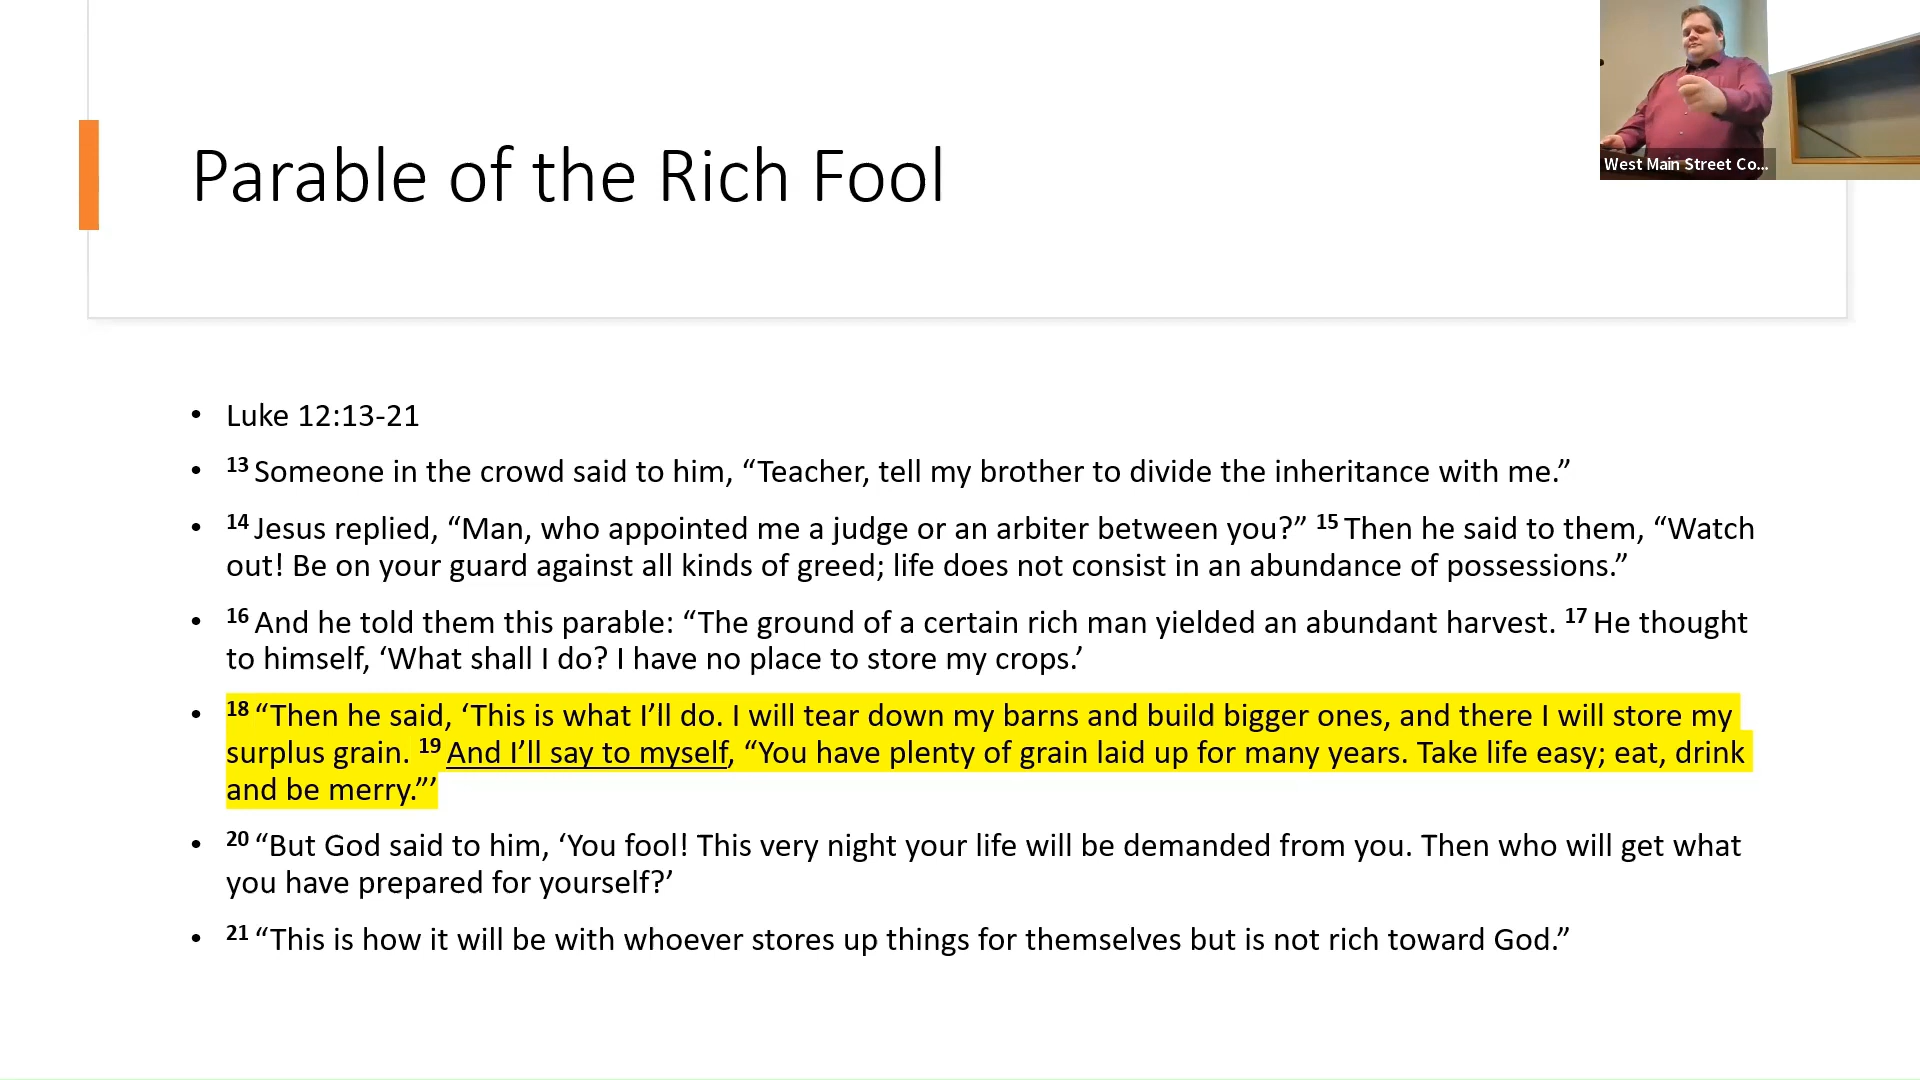 West Main Street Co...
Parable of the Rich Fool
• Luke 12:13-21
• 13 Someone in the crowd said to him, “Teacher, tell my brother to divide the inheritance with me.”
• 14 Jesus replied, “Man, who appointed me a judge or an arbiter between you?” 15 Then he said to them, “Watch
out! Be on your guard against all kinds of greed; life does not consist in an abundance of possessions.”
• 16 And he told them this parable: “The ground of a certain rich man yielded an abundant harvest. 17 He thought
to himself, ‘What shall I do? I have no place to store my crops.’
• 18 “Then he said, ‘This is what I’ll do. I will tear down my barns and build bigger ones, and there I will store my
surplus grain. 19 And I’ll say to myself, “You have plenty of grain laid up for many years. Take life easy; eat, drink
and be merry.”’
• 20 “But God said to him, ‘You fool! This very night your life will be demanded from you. Then who will get what
you have prepared for yourself?’
• 21 “This is how it will be with whoever stores up things for themselves but is not rich toward God.”